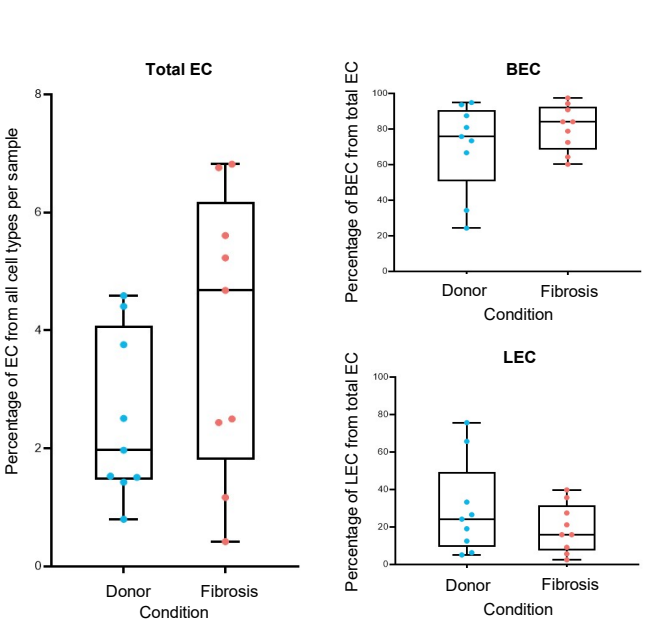 Total EC
Percentage of EC from all cell types per sample
8
6
4
2
0
Donor
Fibrosis
Condition
BEC
Percentage of BEC from total EC
100
80
60
40
20
0
Donor
Fibrosis
Condition
LEC
Percentage of LEC from total EC
100
80
60
40
20
0
Donor
Fibrosis
Condition